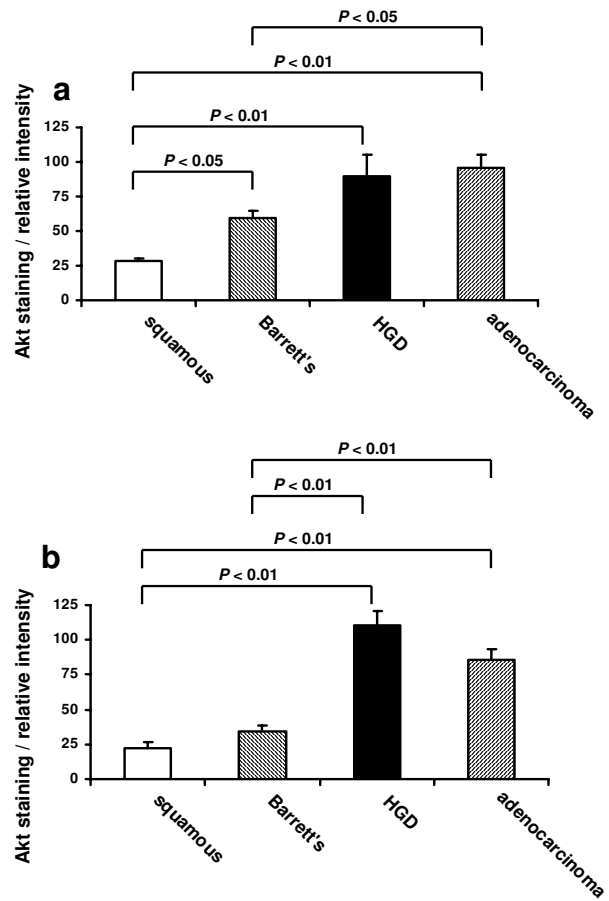 P < 0.05
P < 0.01
a
P < 0.01
P < 0.05
Akt staining / relative intensity
125
100
75
50
25
0
squamous
Barrett's
HGD
adenocarcinoma
P < 0.01
P < 0.01
P < 0.01
b
P < 0.01
Akt staining / relative intensity
125
100
75
50
25
0
squamous
Barrett's
HGD
adenocarcinoma